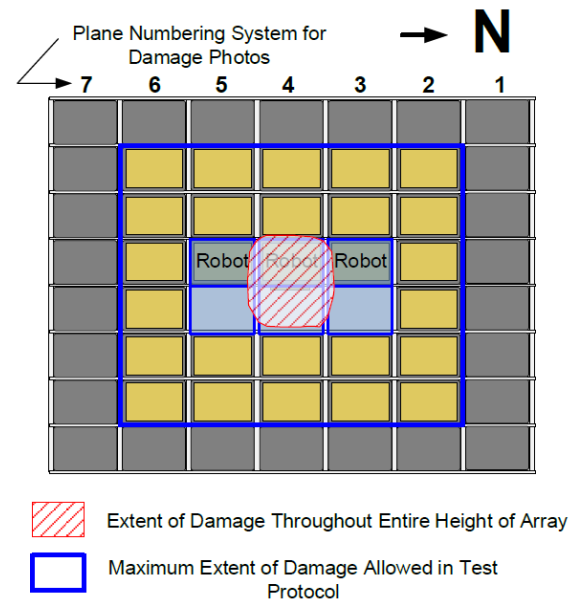 Plane Numbering System for
Damage Photos
N
7 6 5 4 3 2 1
Robot Robot Robot
Extent of Damage Throughout Entire Height of Array
Maximum Extent of Damage Allowed in Test
Protocol